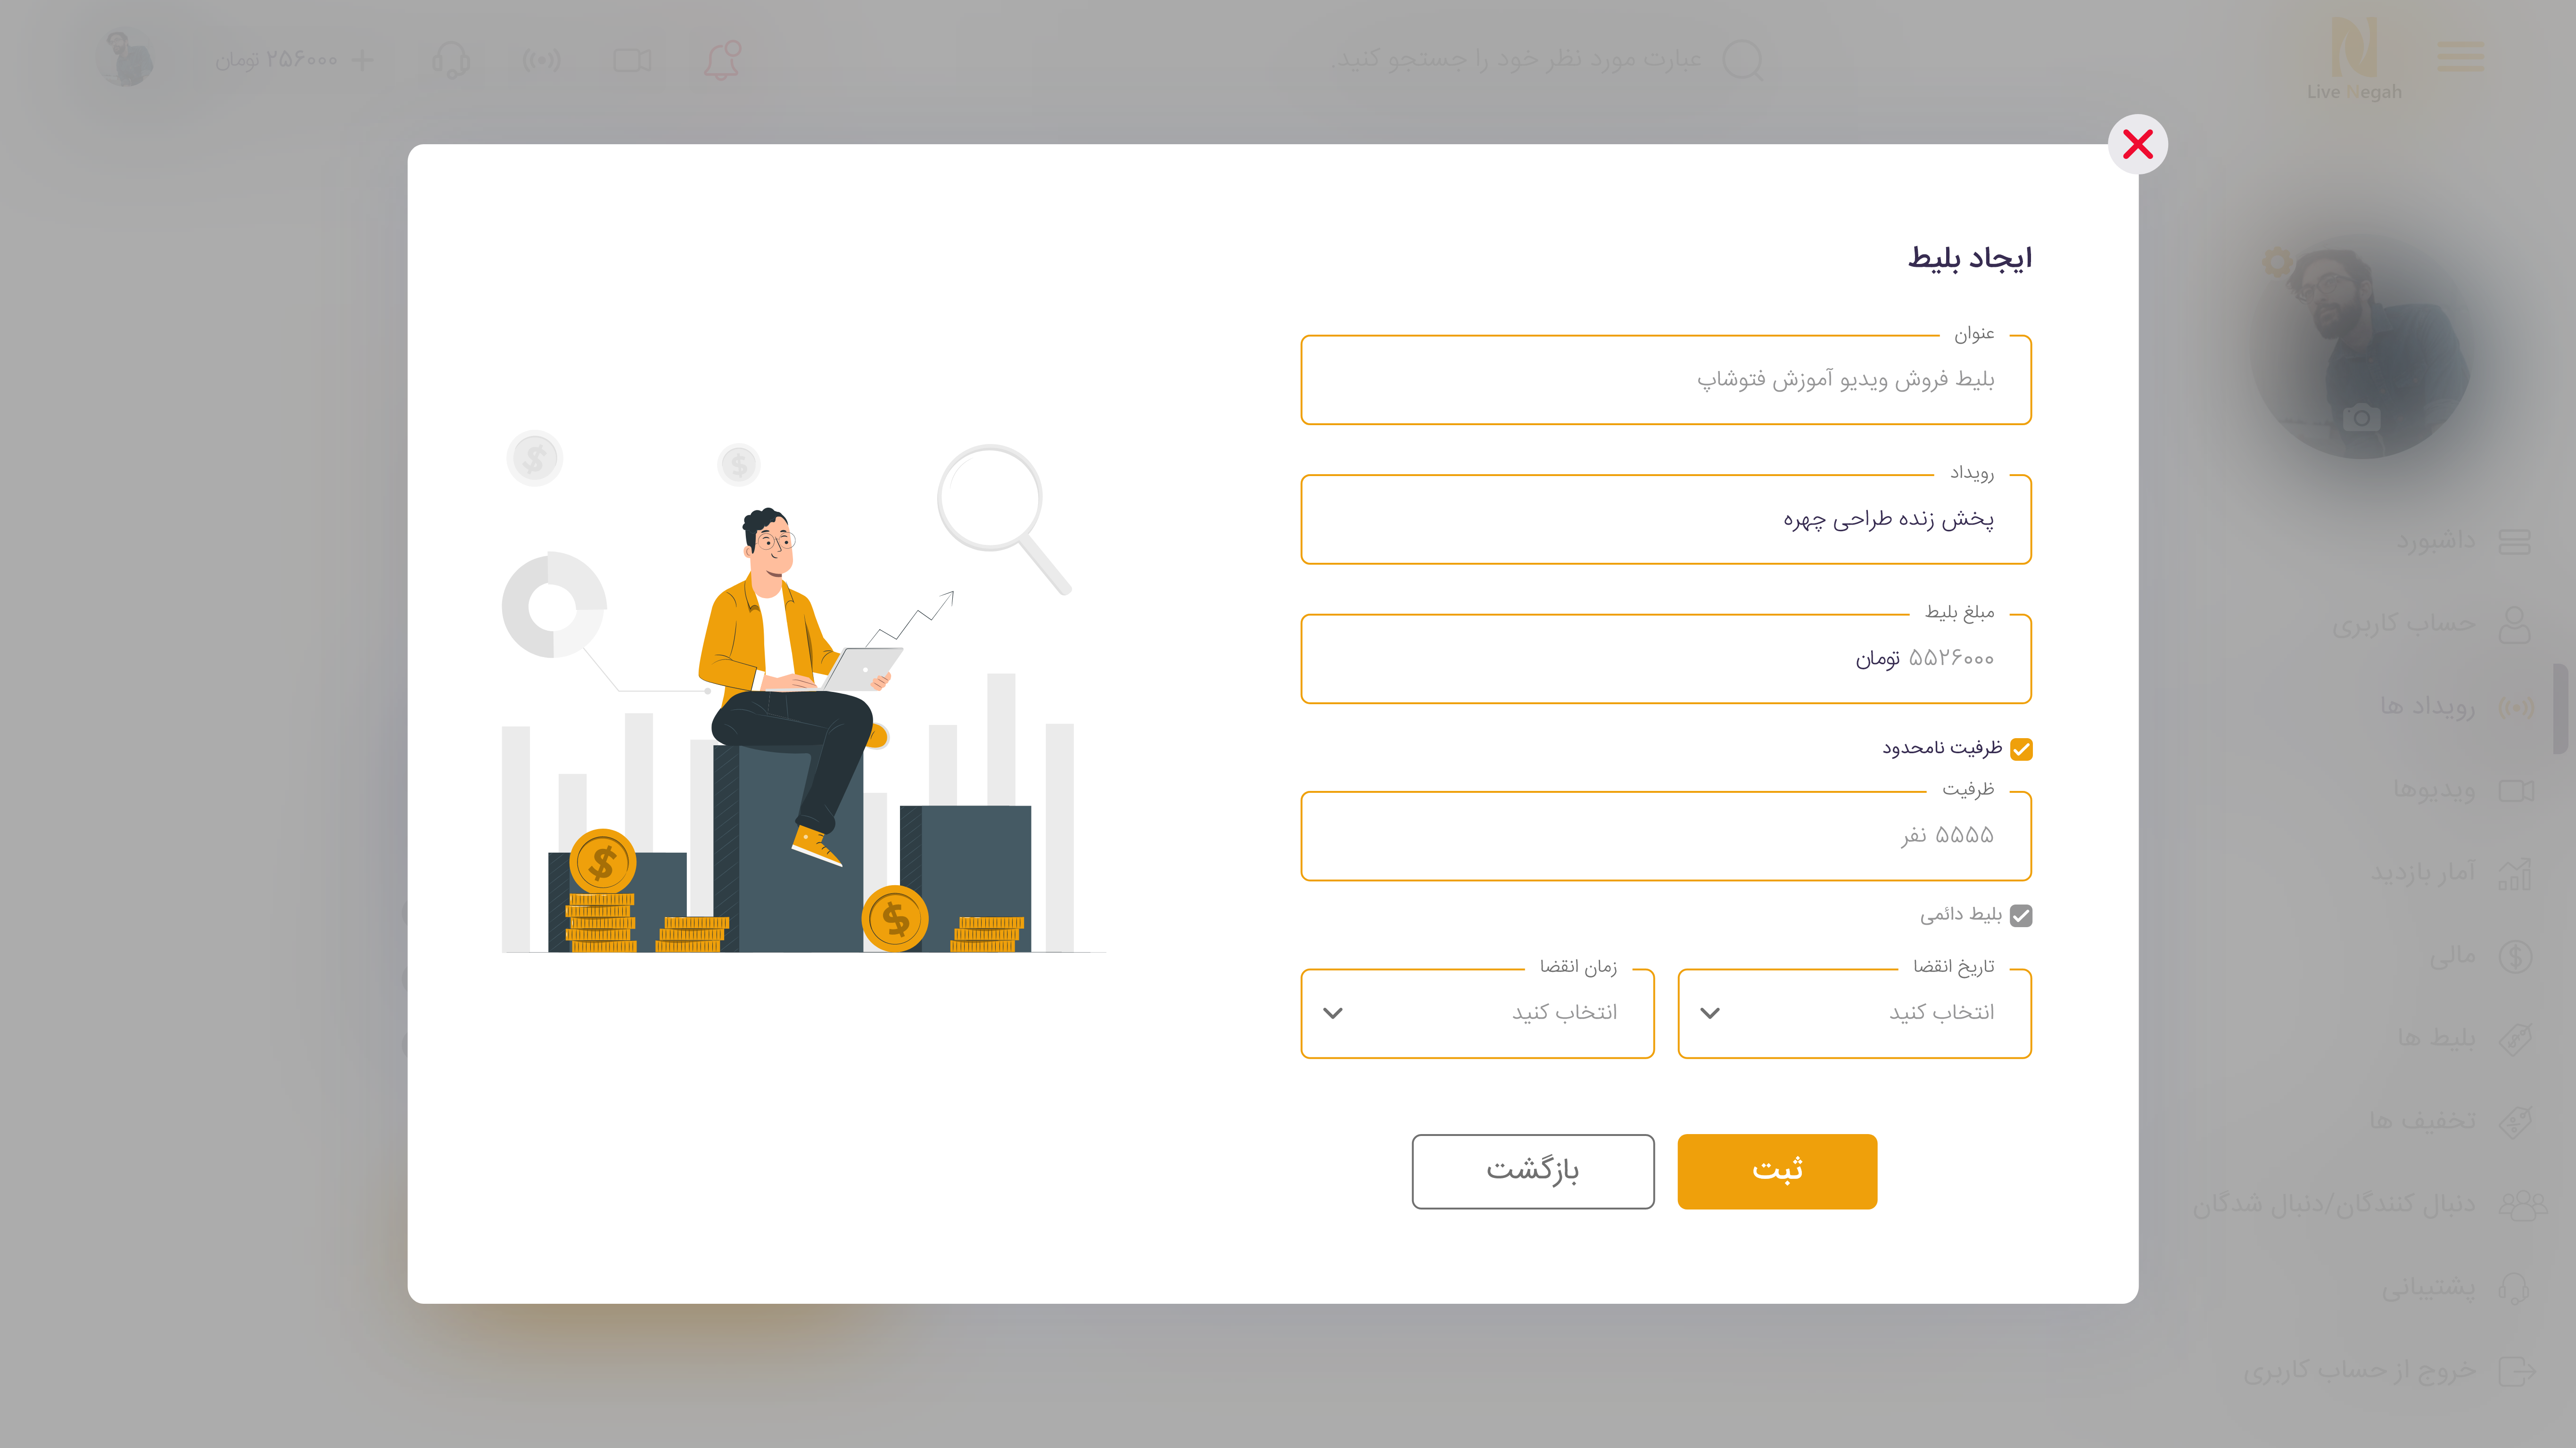 Live Negah
عبارت مورد نظر خود را جستجو کنید.
۲۵۶۰۰۰ تومان
ایجاد بلیط
عنوان
بلیط فروش ویدیو آموزش فتوشاپ
رویداد
پخش زنده طراحی چهره
مبلغ بلیط
۵۵۲۶۰۰۰ تومان
ظرفیت نامحدود
ظرفیت
۵۵۵۵ نفر
بلیط دائمی
تاریخ انقضا
انتخاب کنید
زمان انقضا
انتخاب کنید
ثبت
بازگشت
داشبورد
حساب کاربری
رویداد ها
ویدیوها
آمار بازدید
مالی
بلیط ها
تخفیف ها
دنبال کنندگان/دنبال شدگان
پشتیبانی
خروج از حساب کاربری